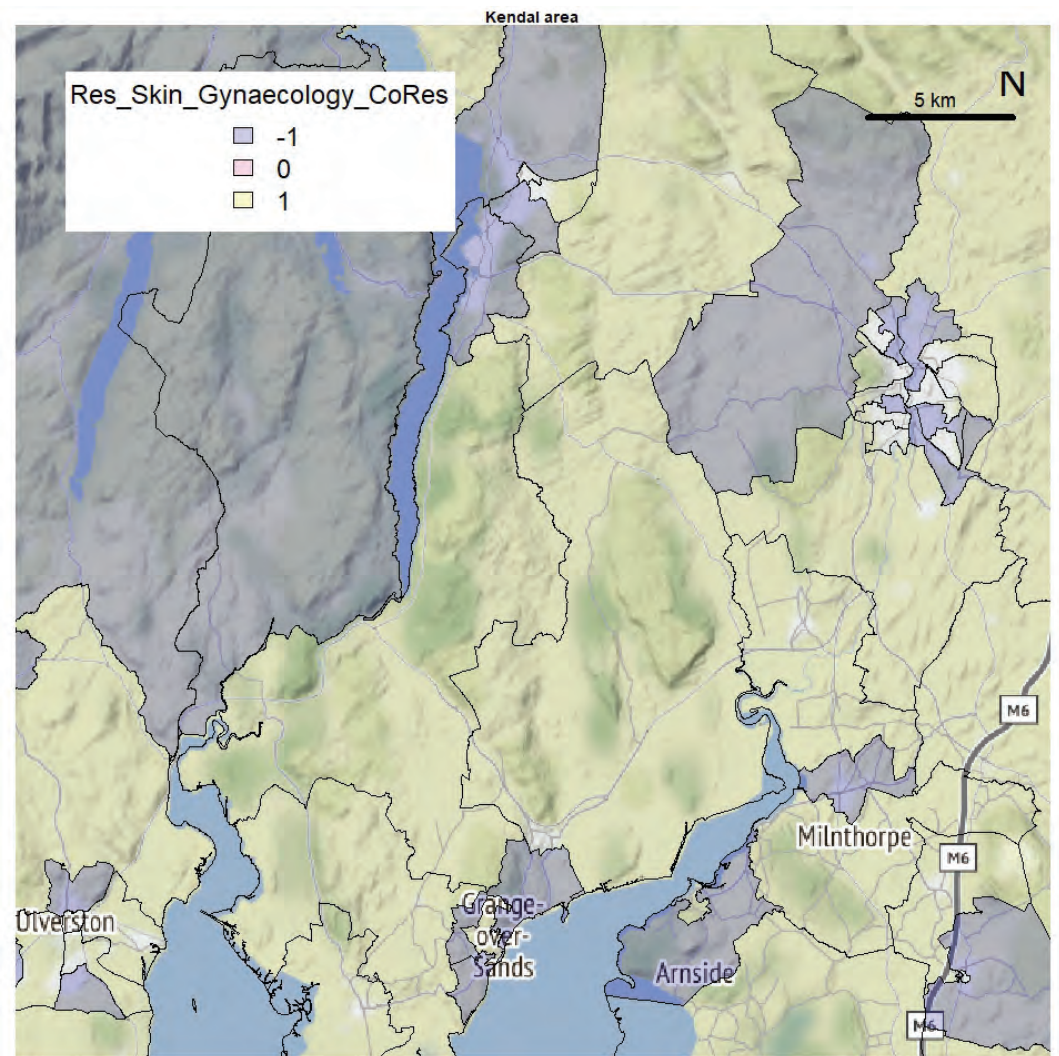 Kendal area
Res_Skin_Gynaecology_CoRes
-1
0
1
N
5 km
M6
Milnthorpe
M6
Ulverston
Grange-
over-
Sands
Arnside
M6